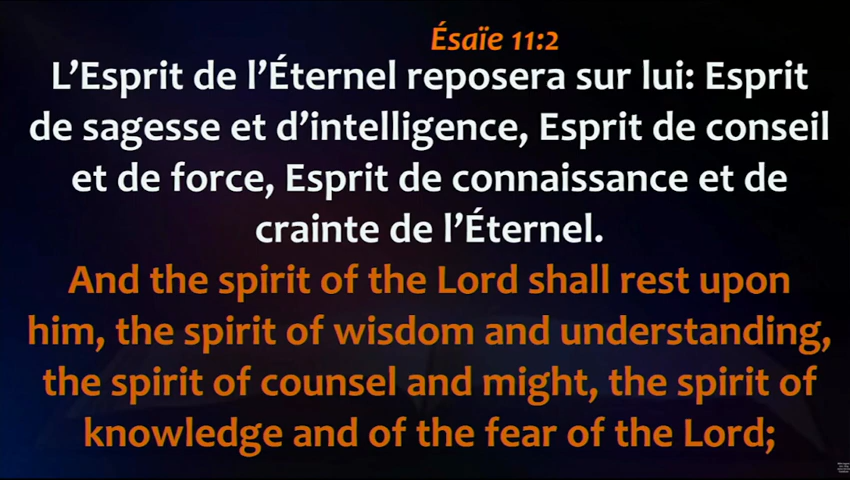 Ésaïe 11:2
L’Esprit de l’Éternel reposera sur lui: Esprit
de sagesse et d’intelligence, Esprit de conseil
et de force, Esprit de connaissance et de
crainte de l’Éternel.
And the spirit of the Lord shall rest upon
him, the spirit of wisdom and understanding,
the spirit of counsel and might, the spirit of
knowledge and of the fear of the Lord;